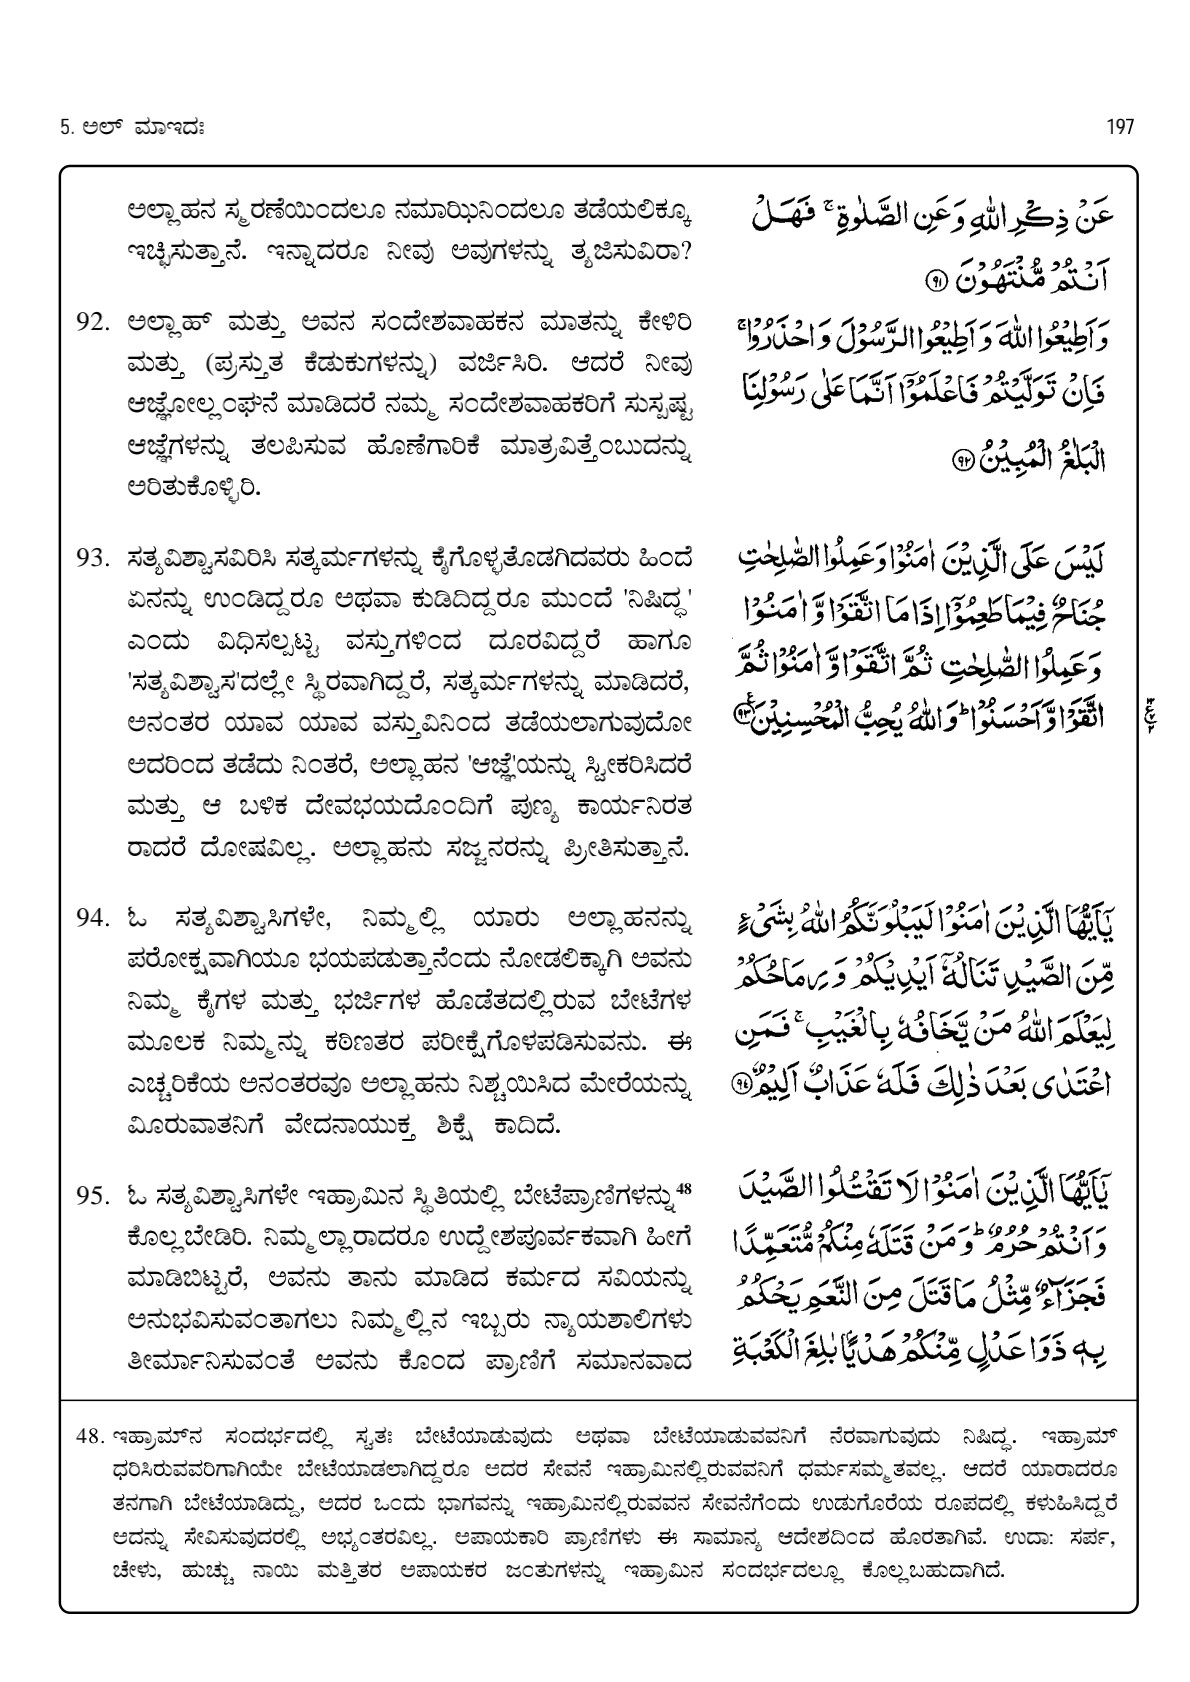 5. ಅಲ್ ಮಾಇದಃ
197
ಅಲ್ಲಾಹನ ಸ್ಮರಣೆಯಿಂದಲೂ ನಮಾಝಿನಿಂದಲೂ ತಡೆಯಲಿಕ್ಕೂ
ಇಚ್ಛಿಸುತ್ತಾನೆ. ಇನ್ನಾದರೂ ನೀವು ಅವುಗಳನ್ನು ತ್ಯಜಿಸುವಿರಾ?
عَنْ ذِكْرِ اللّٰهِ وَعَنِ الصَّلٰوةِ ۚ فَهَلْ
اَنْتُمْ مُّنْتَهُوْنَ ﴿٩١﴾
92. ಅಲ್ಲಾಹ್ ಮತ್ತು ಅವನ ಸಂದೇಶವಾಹಕನ ಮಾತನ್ನು ಕೇಳಿರಿ
ಮತ್ತು (ಪ್ರಸ್ತುತ ಕೆಡುಕುಗಳನ್ನು) ವರ್ಜಿಸಿರಿ. ಆದರೆ ನೀವು
ಆಜ್ಞೋಲ್ಲಂಘನೆ ಮಾಡಿದರೆ ನಮ್ಮ ಸಂದೇಶವಾಹಕರಿಗೆ ಸುಸ್ಪಷ್ಟ
ಆಜ್ಞೆಗಳನ್ನು ತಲಪಿಸುವ ಹೊಣೆಗಾರಿಕೆ ಮಾತ್ರವಿತ್ತೆಂಬುದನ್ನು
ಅರಿತುಕೊಳ್ಳಿರಿ.
وَاَطِيْعُوا اللّٰهَ وَاَطِيْعُوا الرَّسُوْلَ وَاحْذَرُوْا ۚ
فَاِنْ تَوَلَّيْتُمْ فَاعْلَمُوْٓا اَنَّمَا عَلٰى رَسُوْلِنَا
الْبَلٰغُ الْمُبِيْنُ ﴿٩٢﴾
93. ಸತ್ಯವಿಶ್ವಾಸವಿರಿಸಿ ಸತ್ಕರ್ಮಗಳನ್ನು ಕೈಗೊಳ್ಳತೊಡಗಿದವರು ಹಿಂದೆ
ಏನನ್ನು ಉಂಡಿದ್ದರೂ ಅಥವಾ ಕುಡಿದಿದ್ದರೂ ಮುಂದೆ 'ನಿಷಿದ್ಧ'
ಎಂದು ವಿಧಿಸಲ್ಪಟ್ಟ ವಸ್ತುಗಳಿಂದ ದೂರವಿದ್ದರೆ ಹಾಗೂ
'ಸತ್ಯವಿಶ್ವಾಸ'ದಲ್ಲೇ ಸ್ಥಿರವಾಗಿದ್ದರೆ, ಸತ್ಕರ್ಮಗಳನ್ನು ಮಾಡಿದರೆ,
ಅನಂತರ ಯಾವ ಯಾವ ವಸ್ತುವಿನಿಂದ ತಡೆಯಲಾಗುವುದೋ
ಅದರಿಂದ ತಡೆದು ನಿಂತರೆ, ಅಲ್ಲಾಹನ 'ಆಜ್ಞೆ'ಯನ್ನು ಸ್ವೀಕರಿಸಿದರೆ
ಮತ್ತು ಆ ಬಳಿಕ ದೇವಭಯದೊಂದಿಗೆ ಪುಣ್ಯ ಕಾರ್ಯನಿರತ
ರಾದರೆ ದೋಷವಿಲ್ಲ. ಅಲ್ಲಾಹನು ಸಜ್ಜನರನ್ನು ಪ್ರೀತಿಸುತ್ತಾನೆ.
لَيْسَ عَلَى الَّذِيْنَ اٰمَنُوْا وَعَمِلُوا الصّٰلِحٰتِ
جُنَاحٌ فِيْمَا طَعِمُوْٓا اِذَا مَا اتَّقَوْا وَّاٰمَنُوْا
وَعَمِلُوا الصّٰلِحٰتِ ثُمَّ اتَّقَوْا وَّاٰمَنُوْا ثُمَّ
اتَّقَوْا وَّاَحْسَنُوْا ؕ وَاللّٰهُ يُحِبُّ الْمُحْسِنِيْنَ ﴿٩٣﴾
94. ಓ ಸತ್ಯವಿಶ್ವಾಸಿಗಳೇ, ನಿಮ್ಮಲ್ಲಿ ಯಾರು ಅಲ್ಲಾಹನನ್ನು
ಪರೋಕ್ಷವಾಗಿಯೂ ಭಯಪಡುತ್ತಾನೆಂದು ನೋಡಲಿಕ್ಕಾಗಿ ಅವನು
ನಿಮ್ಮ ಕೈಗಳ ಮತ್ತು ಭರ್ಜಿಗಳ ಹೊಡೆತದಲ್ಲಿರುವ ಬೇಟೆಗಳ
ಮೂಲಕ ನಿಮ್ಮನ್ನು ಕಠಿಣತರ ಪರೀಕ್ಷೆಗೊಳಪಡಿಸುವನು. ಈ
ಎಚ್ಚರಿಕೆಯ ಅನಂತರವೂ ಅಲ್ಲಾಹನು ನಿಶ್ಚಯಿಸಿದ ಮೇರೆಯನ್ನು
ಮೀರುವಾತನಿಗೆ ವೇದನಾಯುಕ್ತ ಶಿಕ್ಷೆ ಕಾದಿದೆ.
يٰٓاَيُّهَا الَّذِيْنَ اٰمَنُوْا لَيَبْلُوَنَّكُمُ اللّٰهُ بِشَىْءٍ
مِّنَ الصَّيْدِ تَنَالُهٗٓ اَيْدِيْكُمْ وَرِمَاحُكُمْ
لِيَعْلَمَ اللّٰهُ مَنْ يَّخَافُهٗ بِالْغَيْبِ ۚ فَمَنِ
اعْتَدٰى بَعْدَ ذٰلِكَ فَلَهٗ عَذَابٌ اَلِيْمٌ ﴿٩٤﴾
95. ಓ ಸತ್ಯವಿಶ್ವಾಸಿಗಳೇ ಇಹ್ರಾಮಿನ ಸ್ಥಿತಿಯಲ್ಲಿ ಬೇಟೆಪ್ರಾಣಿಗಳನ್ನು⁴⁸
ಕೊಲ್ಲಬೇಡಿರಿ. ನಿಮ್ಮಲ್ಲಾರಾದರೂ ಉದ್ದೇಶಪೂರ್ವಕವಾಗಿ ಹೀಗೆ
ಮಾಡಿಬಿಟ್ಟರೆ, ಅವನು ತಾನು ಮಾಡಿದ ಕರ್ಮದ ಸವಿಯನ್ನು
ಅನುಭವಿಸುವಂತಾಗಲು ನಿಮ್ಮಲ್ಲಿನ ಇಬ್ಬರು ನ್ಯಾಯಶಾಲಿಗಳು
ತೀರ್ಮಾನಿಸುವಂತೆ ಅವನು ಕೊಂದ ಪ್ರಾಣಿಗೆ ಸಮಾನವಾದ
يٰٓاَيُّهَا الَّذِيْنَ اٰمَنُوْا لَا تَقْتُلُوا الصَّيْدَ
وَاَنْتُمْ حُرُمٌ ؕ وَمَنْ قَتَلَهٗ مِنْكُمْ مُّتَعَمِّدًا
فَجَزَآءٌ مِّثْلُ مَا قَتَلَ مِنَ النَّعَمِ يَحْكُمُ
بِهٖ ذَوَا عَدْلٍ مِّنْكُمْ هَدْيًۢا بٰلِغَ الْكَعْبَةِ
48. ಇಹ್ರಾಮ್‌ನ ಸಂದರ್ಭದಲ್ಲಿ ಸ್ವತಃ ಬೇಟೆಯಾಡುವುದು ಅಥವಾ ಬೇಟೆಯಾಡುವವನಿಗೆ ನೆರವಾಗುವುದು ನಿಷಿದ್ಧ. ಇಹ್ರಾಮ್
ಧರಿಸಿರುವವರಿಗಾಗಿಯೇ ಬೇಟೆಯಾಡಲಾಗಿದ್ದರೂ ಅದರ ಸೇವನೆ ಇಹ್ರಾಮಿನಲ್ಲಿರುವವನಿಗೆ ಧರ್ಮಸಮ್ಮತವಲ್ಲ. ಆದರೆ ಯಾರಾದರೂ
ತನಗಾಗಿ ಬೇಟೆಯಾಡಿದ್ದು, ಅದರ ಒಂದು ಭಾಗವನ್ನು ಇಹ್ರಾಮಿನಲ್ಲಿರುವವನ ಸೇವನೆಗೆಂದು ಉಡುಗೊರೆಯ ರೂಪದಲ್ಲಿ ಕಳುಹಿಸಿದ್ದರೆ
ಅದನ್ನು ಸೇವಿಸುವುದರಲ್ಲಿ ಅಭ್ಯಂತರವಿಲ್ಲ. ಅಪಾಯಕಾರಿ ಪ್ರಾಣಿಗಳು ಈ ಸಾಮಾನ್ಯ ಆದೇಶದಿಂದ ಹೊರತಾಗಿವೆ. ಉದಾ: ಸರ್ಪ,
ಚೇಳು, ಹುಚ್ಚು ನಾಯಿ ಮತ್ತಿತರ ಅಪಾಯಕರ ಜಂತುಗಳನ್ನು ಇಹ್ರಾಮಿನ ಸಂದರ್ಭದಲ್ಲೂ ಕೊಲ್ಲಬಹುದಾಗಿದೆ.